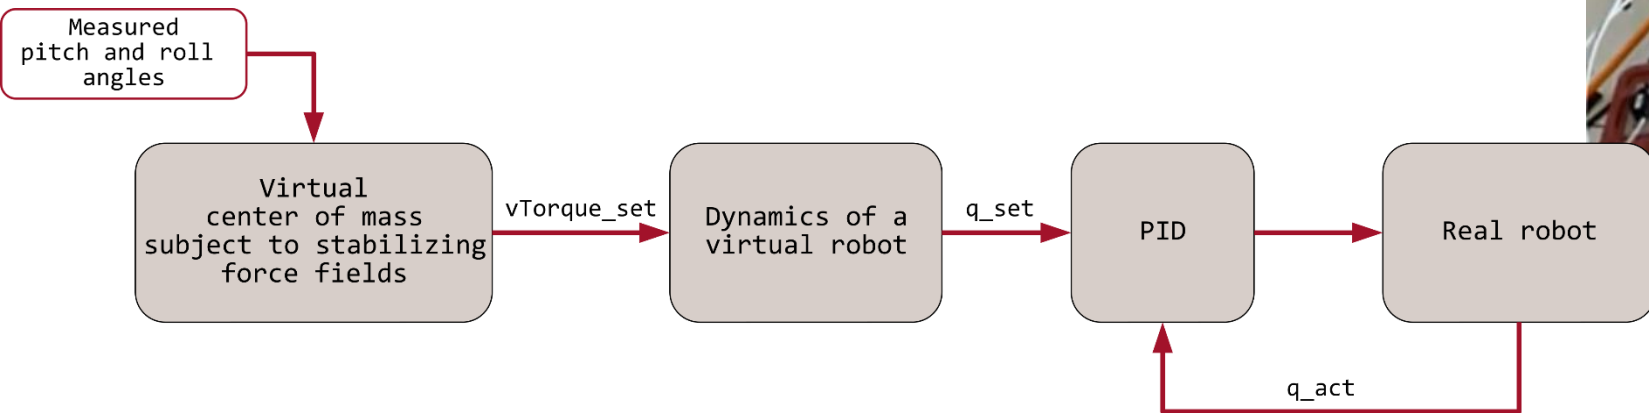 Measured
pitch and roll
angles
Virtual
center of mass
subject to stabilizing
force fields
vTorque_set
Dynamics of a
virtual robot
q_set
PID
Real robot
q_act